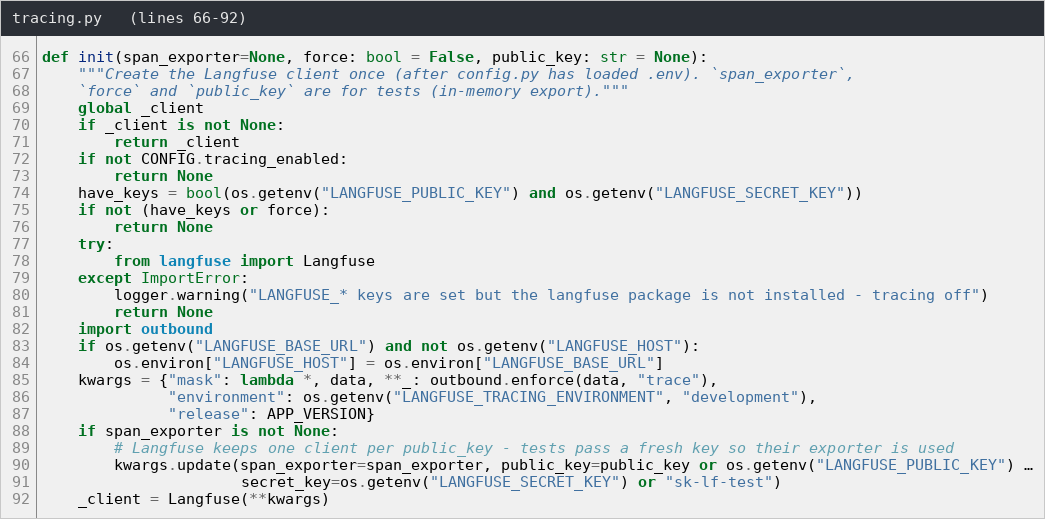 tracing.py (lines 66-92)
66 def init(span_exporter=None, force: bool = False, public_key: str = None):
67     """Create the Langfuse client once (after config.py has loaded .env). `span_exporter`,
68     `force` and `public_key` are for tests (in-memory export)."""
69     global _client
70     if _client is not None:
71         return _client
72     if not CONFIG.tracing_enabled:
73         return None
74     have_keys = bool(os.getenv("LANGFUSE_PUBLIC_KEY") and os.getenv("LANGFUSE_SECRET_KEY"))
75     if not (have_keys or force):
76         return None
77     try:
78         from langfuse import Langfuse
79     except ImportError:
80         logger.warning("LANGFUSE_* keys are set but the langfuse package is not installed - tracing off")
81         return None
82     import outbound
83     if os.getenv("LANGFUSE_BASE_URL") and not os.getenv("LANGFUSE_HOST"):
84         os.environ["LANGFUSE_HOST"] = os.environ["LANGFUSE_BASE_URL"]
85     kwargs = {"mask": lambda *, data, **_: outbound.enforce(data, "trace"),
86               "environment": os.getenv("LANGFUSE_TRACING_ENVIRONMENT", "development"),
87               "release": APP_VERSION}
88     if span_exporter is not None:
89         # Langfuse keeps one client per public_key - tests pass a fresh key so their exporter is used
90         kwargs.update(span_exporter=span_exporter, public_key=public_key or os.getenv("LANGFUSE_PUBLIC_KEY") …
91                       secret_key=os.getenv("LANGFUSE_SECRET_KEY") or "sk-lf-test")
92     _client = Langfuse(**kwargs)